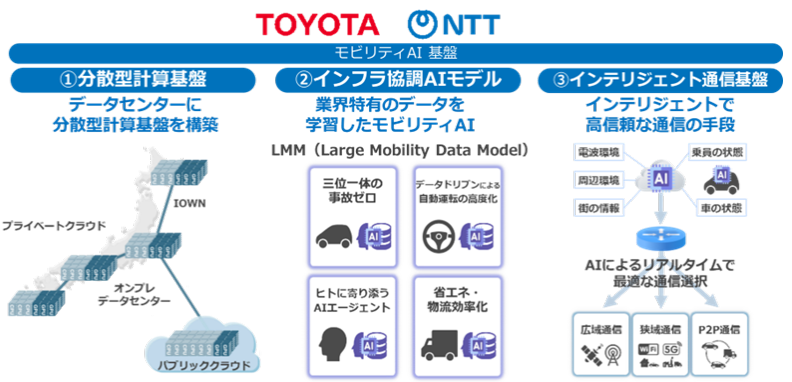 TOYOTA NTT
モビリティAI 基盤
①分散型計算基盤
データセンターに
分散型計算基盤を構築
IOWN
プライベートクラウド
オンプレ
データセンター
パブリッククラウド
②インフラ協調AIモデル
業界特有のデータを
学習したモビリティAI
LMM（Large Mobility Data Model）
三位一体の
事故ゼロ
AI
データドリブンによる
自動運転の高度化
AI
ヒトに寄り添う
AIエージェント
AI
省エネ・
物流効率化
AI
③インテリジェント通信基盤
インテリジェントで
高信頼な通信の手段
電波環境
周辺環境
街の情報
AI
乗員の状態
AI
車の状態
AIによるリアルタイムで
最適な通信選択
広域通信
狭域通信
WiFi 5G
P2P通信